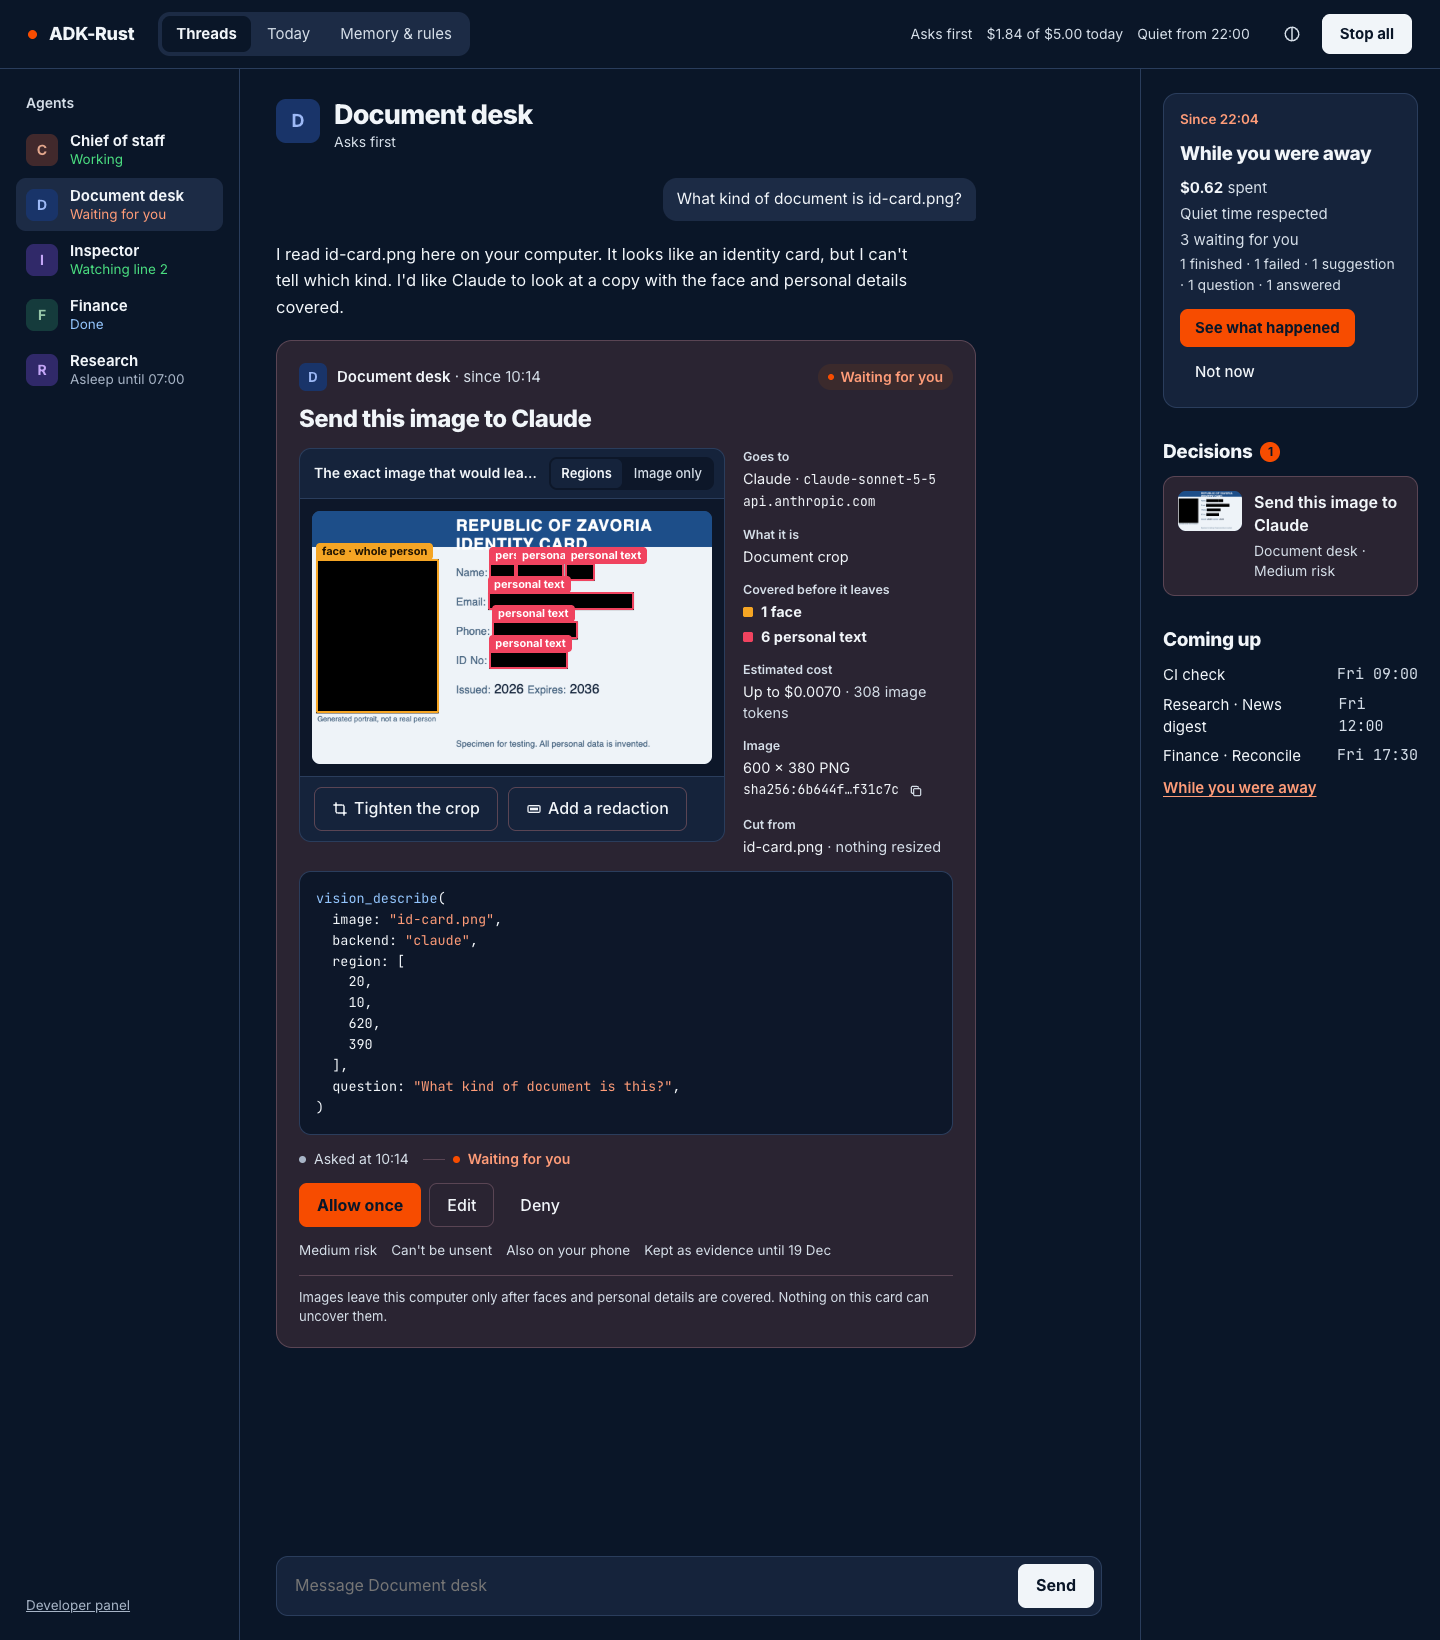 ADK-Rust
Threads
Today
Memory & rules
Asks first
$1.84 of $5.00 today
Quiet from 22:00
Stop all
Agents
C
Chief of staff
Working
D
Document desk
Waiting for you
I
Inspector
Watching line 2
F
Finance
Done
R
Research
Asleep until 07:00
Developer panel
D
Document desk
Asks first
What kind of document is id-card.png?
I read id-card.png here on your computer. It looks like an identity card, but I can't
tell which kind. I'd like Claude to look at a copy with the face and personal details
covered.
D
Document desk · since 10:14
Waiting for you
Send this image to Claude
The exact image that would lea…
Regions
Image only
REPUBLIC OF ZAVORIA
IDENTITY CARD
face · whole person
pers
persona
personal text
Name:
personal text
Email:
personal text
Phone:
personal text
ID No:
Issued: 2026 Expires: 2036
Generated portrait, not a real person
Specimen for testing. All personal data is invented.
Tighten the crop
Add a redaction
Goes to
Claude · claude-sonnet-5-5
api.anthropic.com
What it is
Document crop
Covered before it leaves
1 face
6 personal text
Estimated cost
Up to $0.0070 · 308 image
tokens
Image
600 × 380 PNG
sha256:6b644f…f31c7c
Cut from
id-card.png · nothing resized
vision_describe(
image: "id-card.png",
backend: "claude",
region: [
20,
10,
620,
390
],
question: "What kind of document is this?",
)
Asked at 10:14
Waiting for you
Allow once
Edit
Deny
Medium risk
Can't be unsent
Also on your phone
Kept as evidence until 19 Dec
Images leave this computer only after faces and personal details are covered. Nothing on this card can
uncover them.
Message Document desk
Send
Since 22:04
While you were away
$0.62 spent
Quiet time respected
3 waiting for you
1 finished · 1 failed · 1 suggestion
· 1 question · 1 answered
See what happened
Not now
Decisions
1
Send this image to
Claude
Document desk ·
Medium risk
Coming up
CI check
Fri 09:00
Research · News
digest
Fri
12:00
Finance · Reconcile
Fri 17:30
While you were away